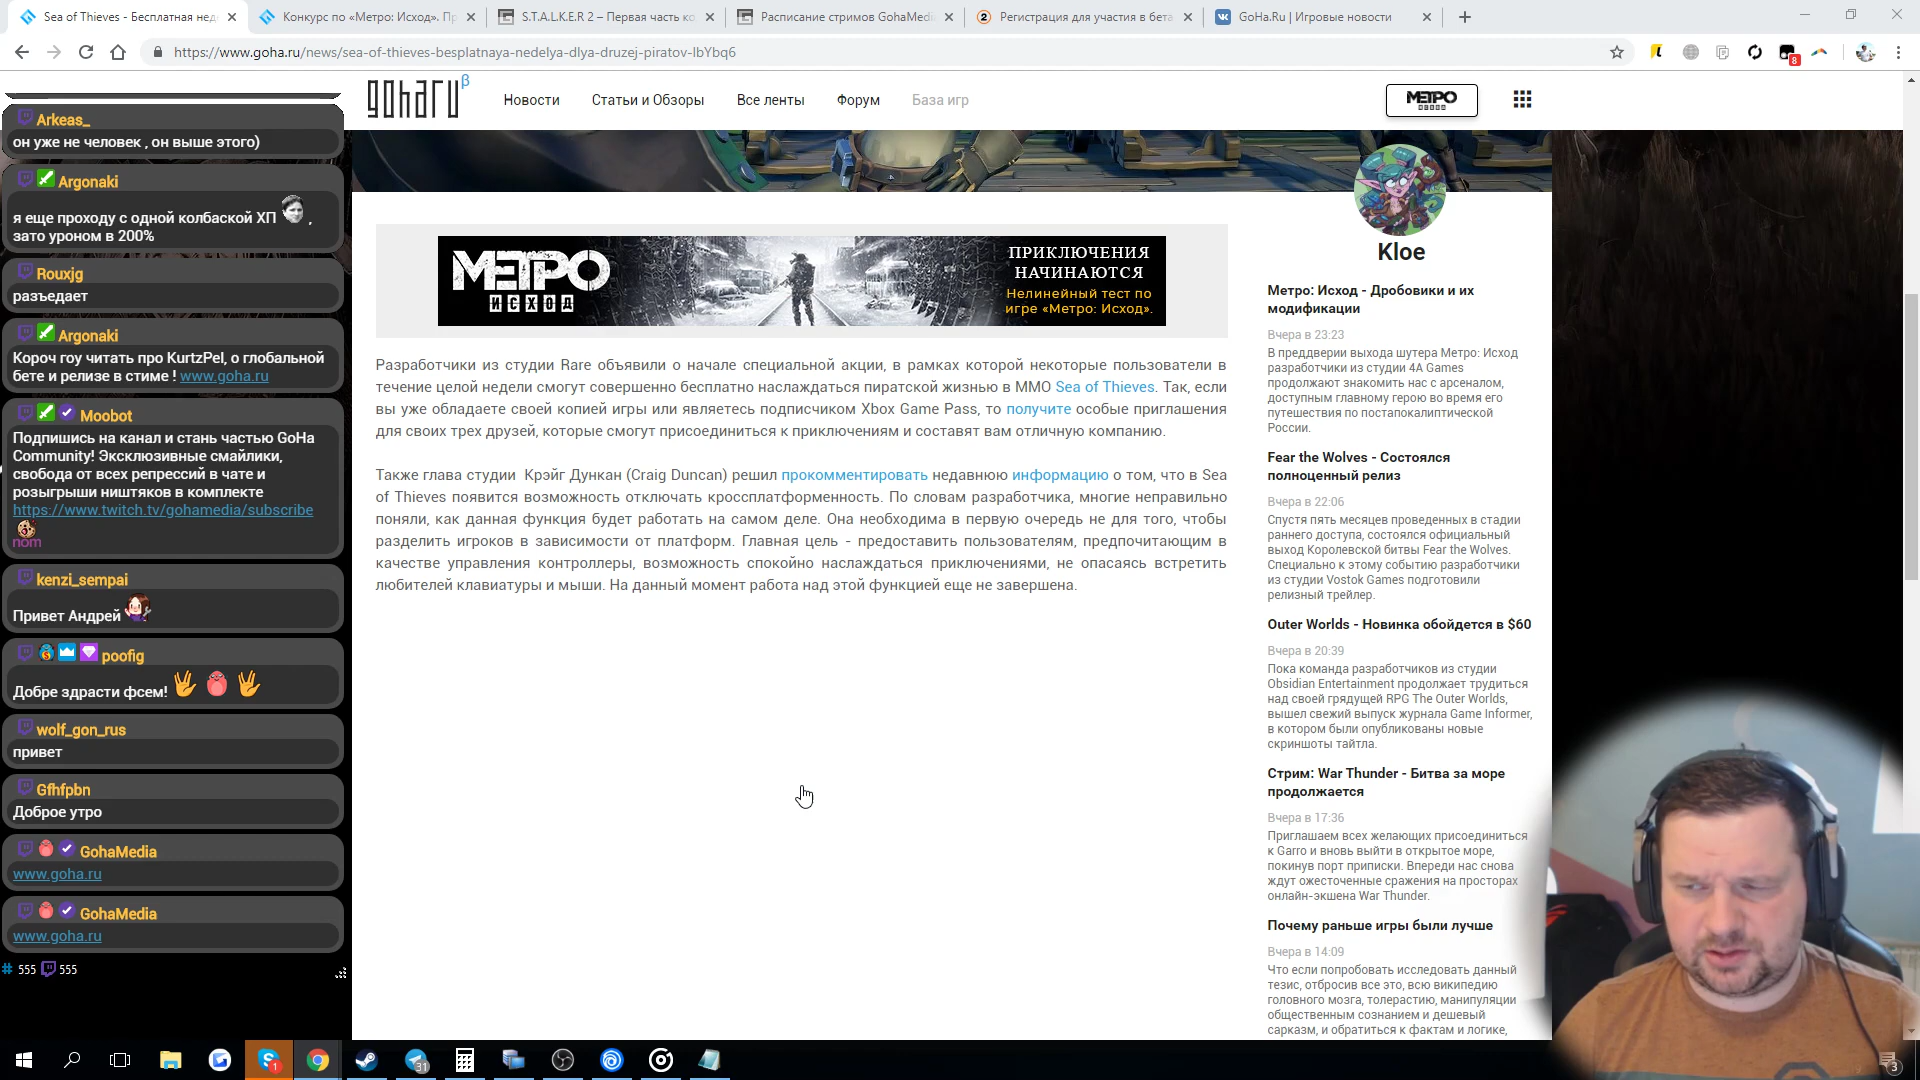 Sea of Thieves - Бесплатная нед
Конкурс по «Метро: Исход». Пр
S.T.A.L.K.E.R 2 – Первая часть ко
Расписание стримов GohaMedi
Регистрация для участия в бета
GoHa.Ru | Игровые новости
https://www.goha.ru/news/sea-of-thieves-besplatnaya-nedelya-dlya-druzej-piratov-lbYbq6
8
goharu β
Новости
Статьи и Обзоры
Все ленты
Форум
База игр
МЕТРО
ИСХОД
Arkeas_
он уже не человек , он выше этого)
Argonaki
я еще проходу с одной колбаской ХП ,
зато уроном в 200%
Rouxjg
разъедает
Argonaki
Короч гоу читать про KurtzPel, о глобальной
бете и релизе в стиме ! www.goha.ru
Moobot
Подпишись на канал и стань частью GoHa
Community! Эксклюзивные смайлики,
свобода от всех репрессий в чате и
розыгрыши ништяков в комплекте
https://www.twitch.tv/gohamedia/subscribe
nom
kenzi_sempai
Привет Андрей
poofig
Добре здрасти фсем!
wolf_gon_rus
привет
Gfhfpbn
Доброе утро
GohaMedia
www.goha.ru
GohaMedia
www.goha.ru
555 555
МЕТРО
ИСХОД
ПРИКЛЮЧЕНИЯ
НАЧИНАЮТСЯ
Нелинейный тест по
игре «Метро: Исход».
Разработчики из студии Rare объявили о начале специальной акции, в рамках которой некоторые пользователи в
течение целой недели смогут совершенно бесплатно наслаждаться пиратской жизнью в ММО Sea of Thieves. Так, если
вы уже обладаете своей копией игры или являетесь подписчиком Xbox Game Pass, то получите особые приглашения
для своих трех друзей, которые смогут присоединиться к приключениям и составят вам отличную компанию.
Также глава студии Крэйг Дункан (Craig Duncan) решил прокомментировать недавнюю информацию о том, что в Sea
of Thieves появится возможность отключать кроссплатформенность. По словам разработчика, многие неправильно
поняли, как данная функция будет работать на самом деле. Она необходима в первую очередь не для того, чтобы
разделить игроков в зависимости от платформ. Главная цель - предоставить пользователям, предпочитающим в
качестве управления контроллеры, возможность спокойно наслаждаться приключениями, не опасаясь встретить
любителей клавиатуры и мыши. На данный момент работа над этой функцией еще не завершена.
Kloe
Метро: Исход - Дробовики и их
модификации
Вчера в 23:23
В преддверии выхода шутера Метро: Исход
разработчики из студии 4A Games
продолжают знакомить нас с арсеналом,
доступным главному герою во время его
путешествия по постапокалиптической
России.
Fear the Wolves - Состоялся
полноценный релиз
Вчера в 22:06
Спустя пять месяцев проведенных в стадии
раннего доступа, состоялся официальный
выход Королевской битвы Fear the Wolves.
Специально к этому событию разработчики
из студии Vostok Games подготовили
релизный трейлер.
Outer Worlds - Новинка обойдется в $60
Вчера в 20:39
Пока команда разработчиков из студии
Obsidian Entertainment продолжает трудиться
над своей грядущей RPG The Outer Worlds,
вышел свежий выпуск журнала Game Informer,
в котором были опубликованы новые
скриншоты тайтла.
Стрим: War Thunder - Битва за море
продолжается
Вчера в 17:36
Приглашаем всех желающих присоединиться
к Garro и вновь выйти в открытое море,
покинув порт приписки. Впереди нас снова
ждут ожесточенные сражения на просторах
онлайн-экшена War Thunder.
Почему раньше игры были лучше
Вчера в 14:09
Что если попробовать исследовать данный
тезис, отбросив все это, всю википедию
головного мозга, толерастию, манипуляции
общественным сознанием и дешевый
сарказм, и обратиться к фактам и логике,
1
31
3